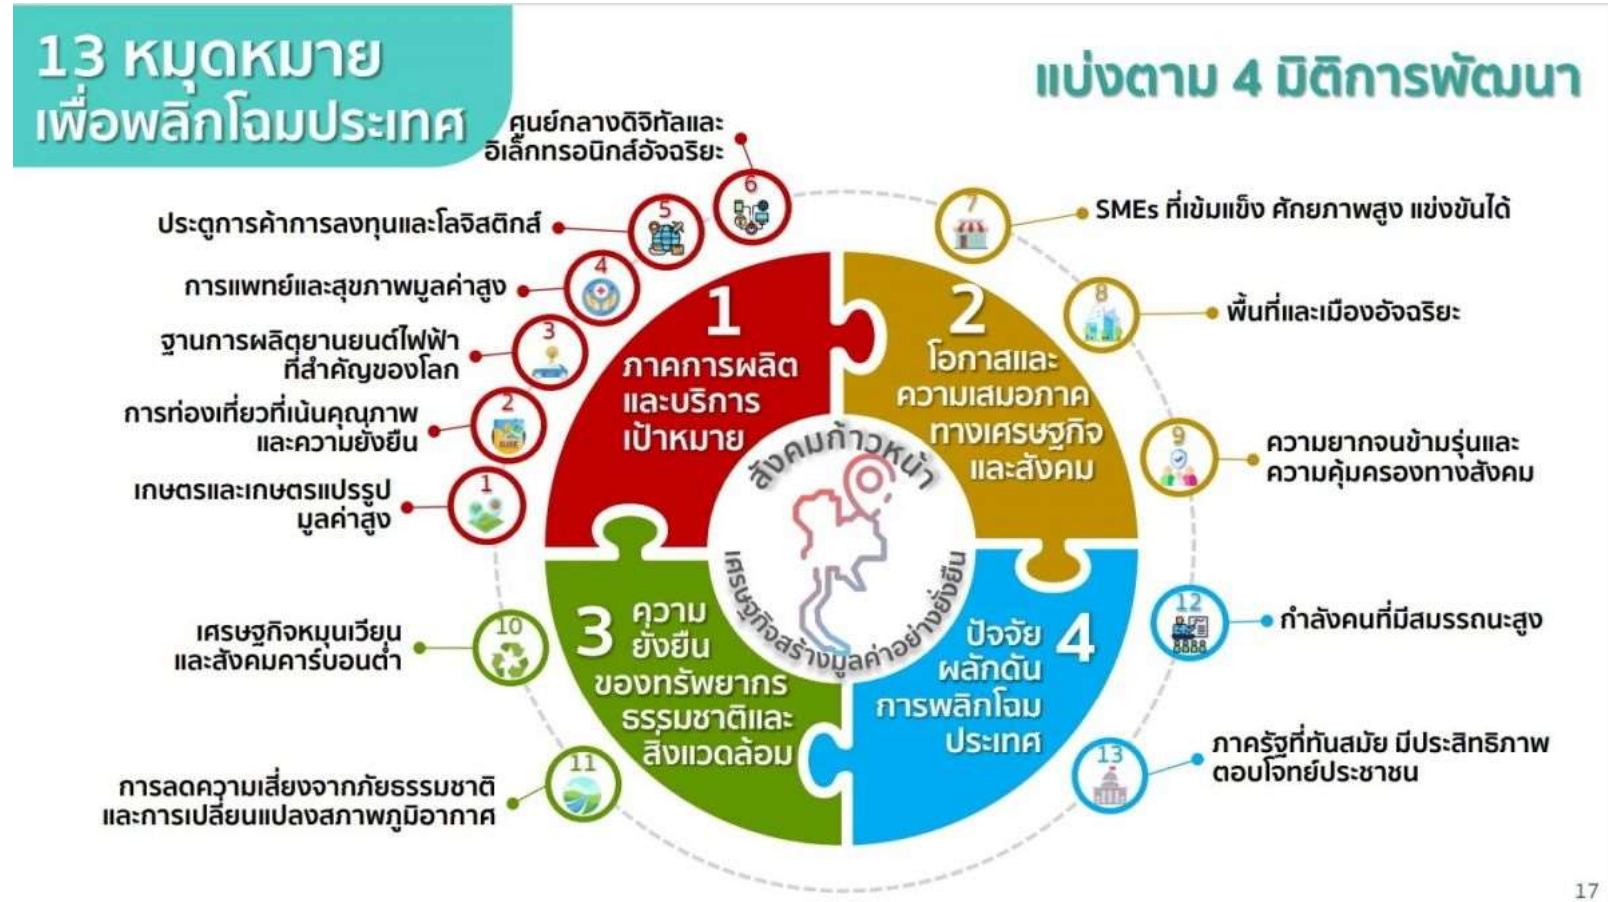 13 หมุดหมาย
เพื่อพลิกโฉมประเทศ
แบ่งตาม 4 มิติการพัฒนา
6
ศูนย์กลางดิจิทัลและ
อิเล็กทรอนิกส์อัจฉริยะ
5
ประตูการค้าการลงทุนและโลจิสติกส์
4
การแพทย์และสุขภาพมูลค่าสูง
3
ฐานการผลิตยานยนต์ไฟฟ้า
ที่สำคัญของโลก
2
การท่องเที่ยวที่เน้นคุณภาพ
และความยั่งยืน
1
เกษตรและเกษตรแปรรูป
มูลค่าสูง
1
ภาคการผลิต
และบริการ
เป้าหมาย
2
โอกาสและ
ความเสมอภาค
ทางเศรษฐกิจ
และสังคม
7
SMEs ที่เข้มแข็ง ศักยภาพสูง แข่งขันได้
8
พื้นที่และเมืองอัจฉริยะ
9
ความยากจนข้ามรุ่นและ
ความคุ้มครองทางสังคม
สังคมก้าวหน้า
เศรษฐกิจสร้างมูลค่าอย่างยั่งยืน
3
ความ
ยั่งยืน
ของทรัพยากร
ธรรมชาติและ
สิ่งแวดล้อม
10
เศรษฐกิจหมุนเวียน
และสังคมคาร์บอนต่ำ
11
การลดความเสี่ยงจากภัยธรรมชาติ
และการเปลี่ยนแปลงสภาพภูมิอากาศ
4
ปัจจัย
ผลักดัน
การพลิกโฉม
ประเทศ
12
กำลังคนที่มีสมรรถนะสูง
13
ภาครัฐที่ทันสมัย มีประสิทธิภาพ
ตอบโจทย์ประชาชน
17